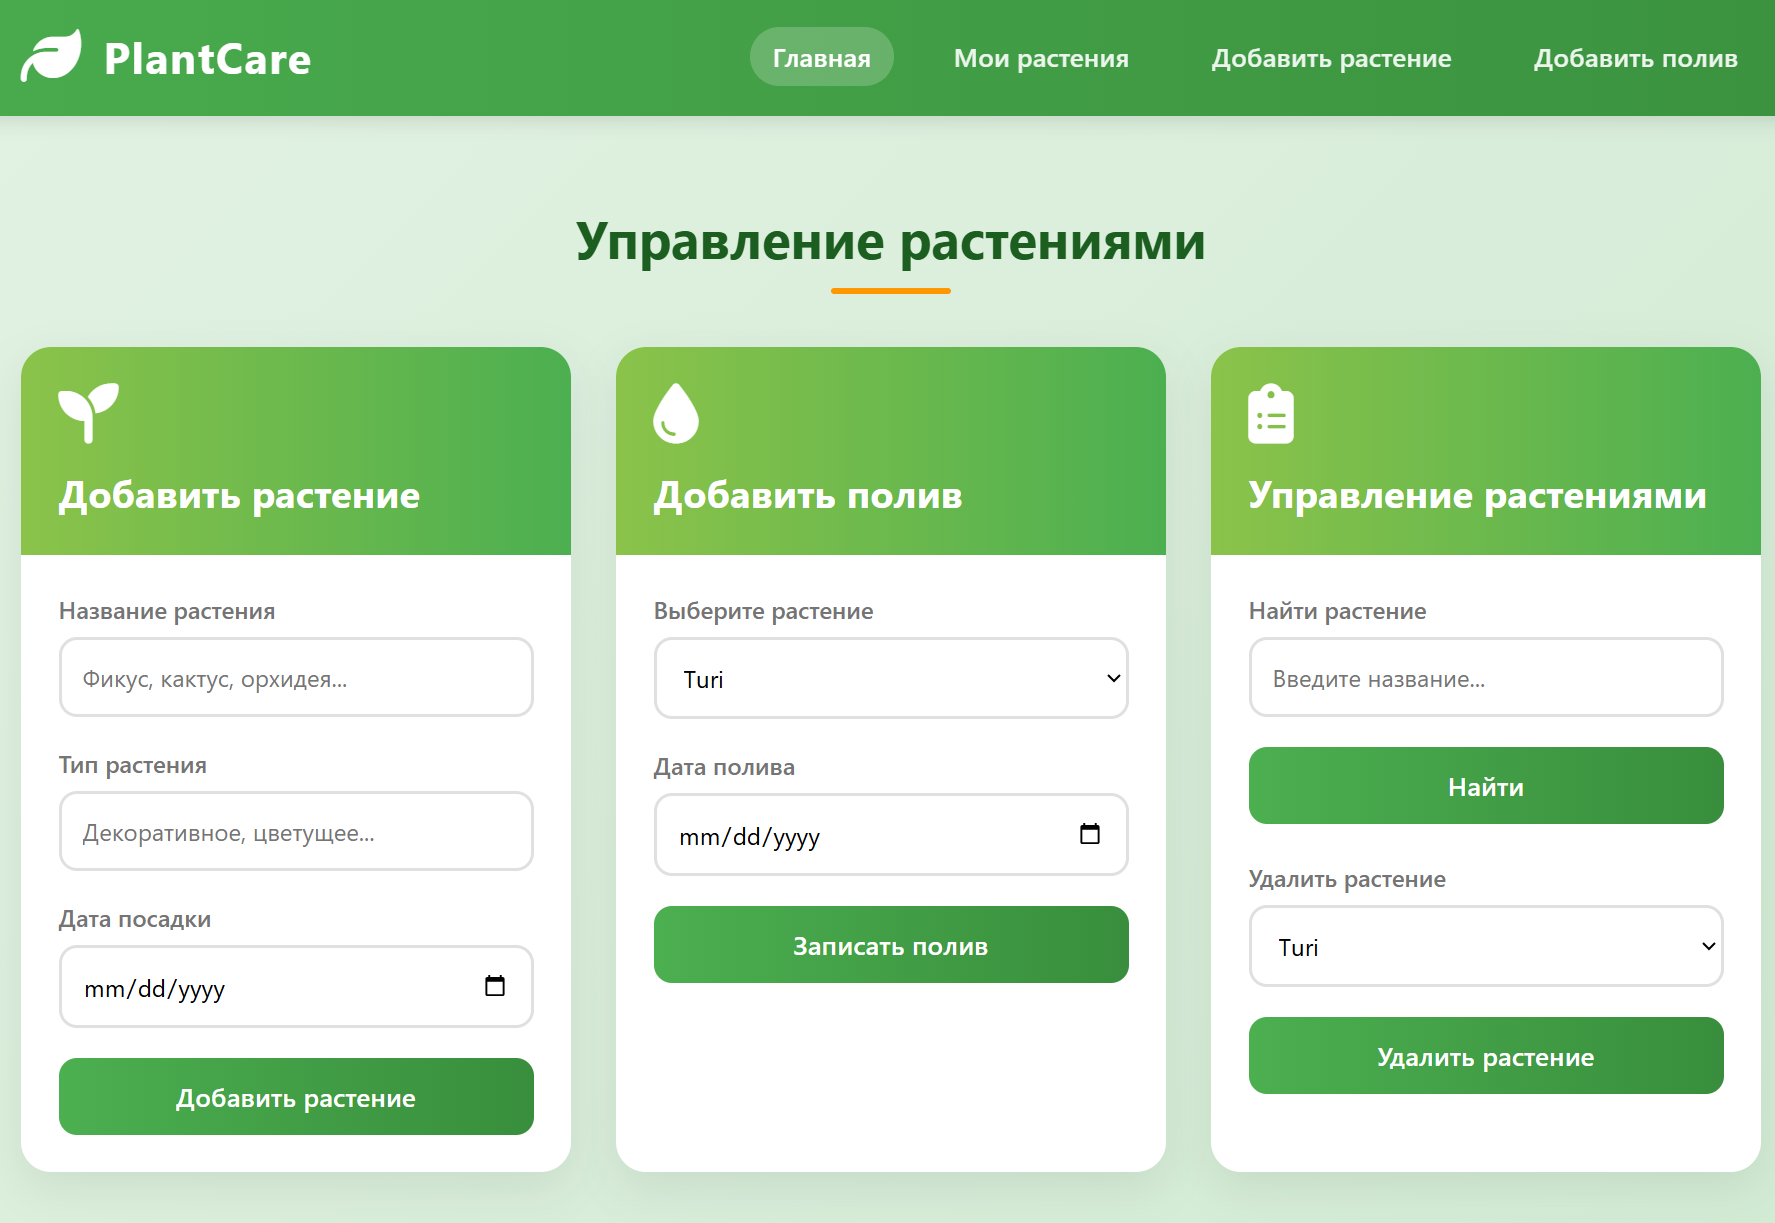 PlantCare
Главная
Мои растения
Добавить растение
Добавить полив
Управление растениями
Добавить растение
Название растения
Фикус, кактус, орхидея...
Тип растения
Декоративное, цветущее...
Дата посадки
mm/dd/yyyy
Добавить растение
Добавить полив
Выберите растение
Turi
Дата полива
mm/dd/yyyy
Записать полив
Управление растениями
Найти растение
Введите название...
Найти
Удалить растение
Turi
Удалить растение